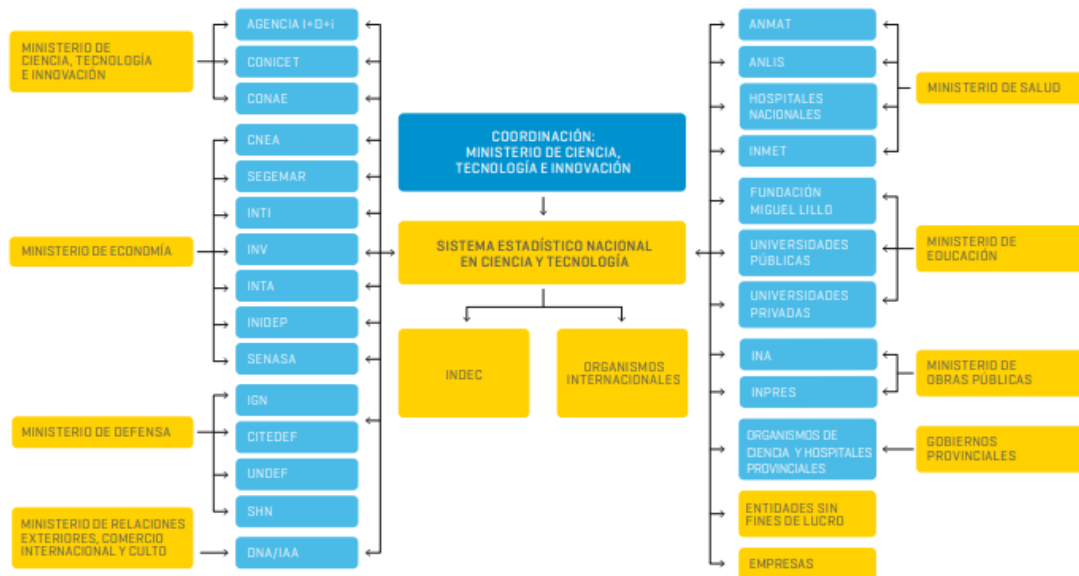 MINISTERIO DE
CIENCIA, TECNOLOGÍA
E INNOVACIÓN
AGENCIA I+D+i
CONICET
CONAE
MINISTERIO DE ECONOMÍA
CNEA
SEGEMAR
INTI
INV
INTA
INIDEP
SENASA
MINISTERIO DE DEFENSA
IGN
CITEDEF
UNDEF
SHN
MINISTERIO DE RELACIONES
EXTERIORES, COMERCIO
INTERNACIONAL Y CULTO
DNA/IAA
COORDINACIÓN:
MINISTERIO DE CIENCIA,
TECNOLOGÍA E INNOVACIÓN
SISTEMA ESTADÍSTICO NACIONAL
EN CIENCIA Y TECNOLOGÍA
INDEC
ORGANISMOS
INTERNACIONALES
ANMAT
ANLIS
HOSPITALES
NACIONALES
INMET
MINISTERIO DE SALUD
FUNDACIÓN
MIGUEL LILLO
UNIVERSIDADES
PÚBLICAS
UNIVERSIDADES
PRIVADAS
MINISTERIO DE
EDUCACIÓN
INA
INPRES
MINISTERIO DE
OBRAS PÚBLICAS
ORGANISMOS DE
CIENCIA Y HOSPITALES
PROVINCIALES
GOBIERNOS
PROVINCIALES
ENTIDADES SIN
FINES DE LUCRO
EMPRESAS